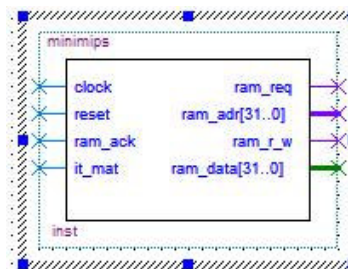 minimips
clock ram_req
reset ram_adr[31..0]
ram_ack ram_r_w
it_mat ram_data[31..0]
inst